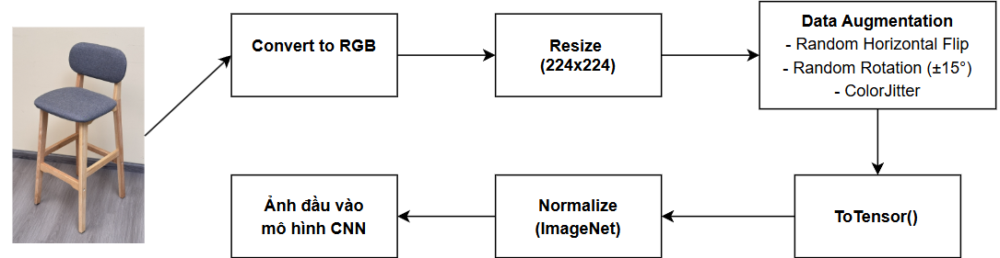 Convert to RGB
Resize
(224x224)
Data Augmentation
- Random Horizontal Flip
- Random Rotation (±15°)
- ColorJitter
ToTensor()
Normalize
(ImageNet)
Ảnh đầu vào
mô hình CNN